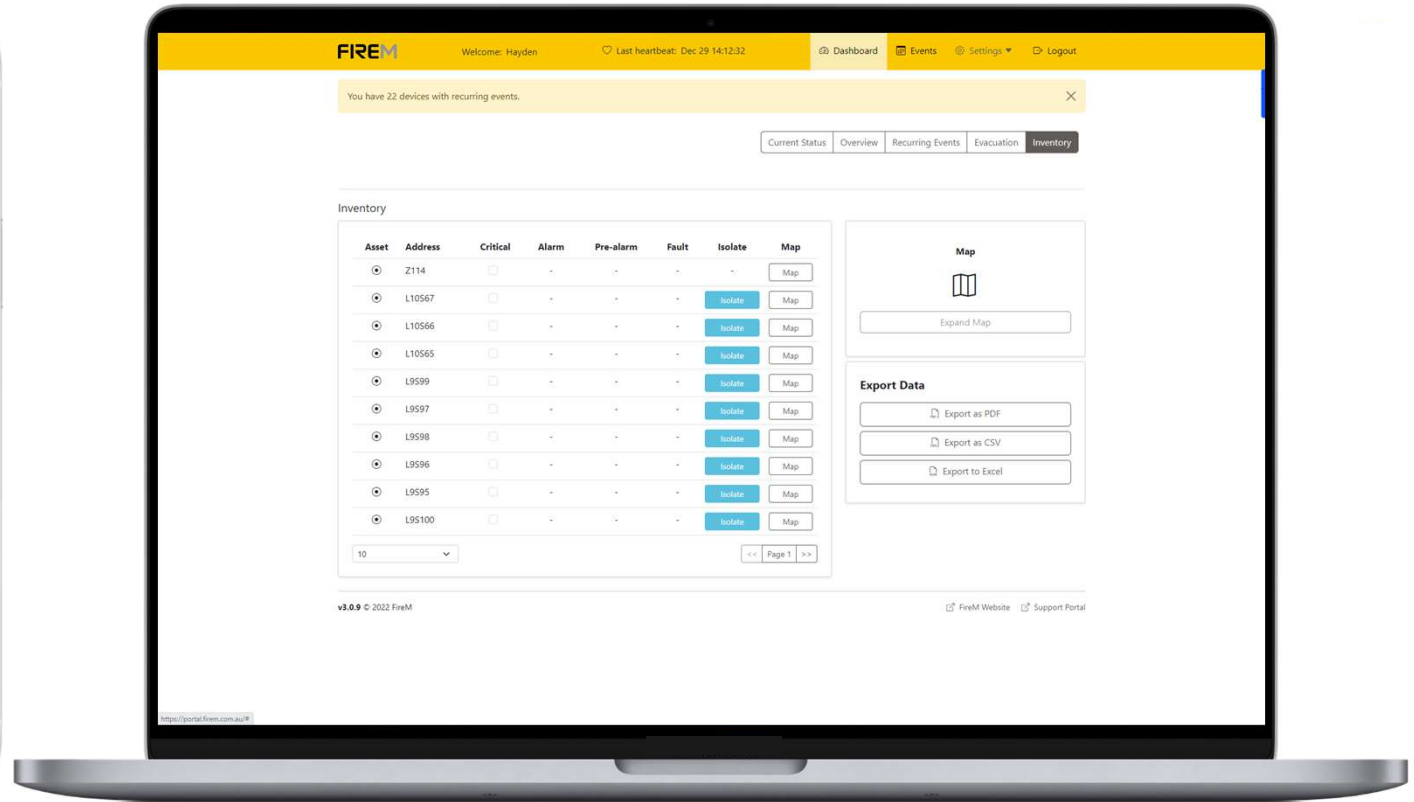 FIREM Welcome: Hayden Last heartbeat: Dec 29 14:12:32 Dashboard Events Settings Logout
You have 22 devices with recurring events.
Current Status Overview Recurring Events Evacuation Inventory
Inventory
Asset Address Critical Alarm Pre-alarm Fault Isolate Map
Z114 - - - - Map
L10S67 - - - Isolate Map
L10S66 - - - Isolate Map
L10S65 - - - Isolate Map
L9S99 - - - Isolate Map
L9S97 - - - Isolate Map
L9S98 - - - Isolate Map
L9S96 - - - Isolate Map
L9S95 - - - Isolate Map
L9S100 - - - Isolate Map
10 << Page 1 >>
Map
Expand Map
Export Data
Export as PDF
Export as CSV
Export to Excel
v3.0.9 © 2022 FireM FireM Website Support Portal
https://portal.firem.com.au/#